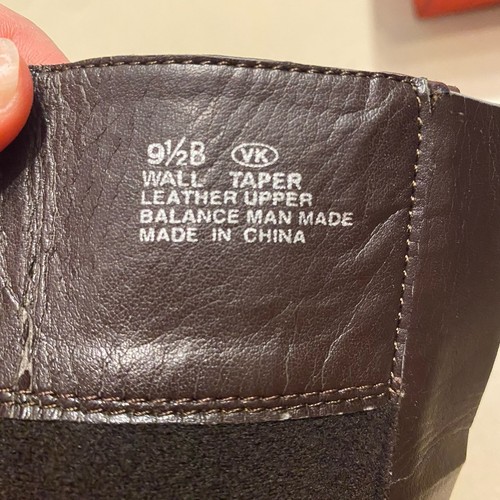 9½B VK
WALL TAPER
LEATHER UPPER
BALANCE MAN MADE
MADE IN CHINA